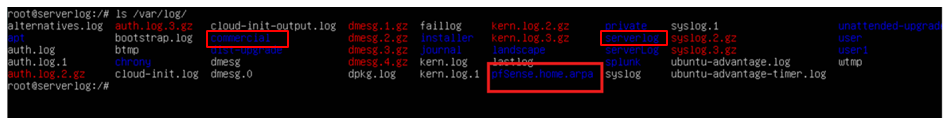 root@serverlog:/# ls /var/log/
alternatives.log auth.log.3.gz cloud-init-output.log dmesg.1.gz faillog kern.log.2.gz private syslog.1 unattended-upgrad
apt bootstrap.log commercial dmesg.2.gz installer kern.log.3.gz serverlog syslog.2.gz user
auth.log btmp dist-upgrade dmesg.3.gz journal landscape serverLog syslog.3.gz user1
auth.log.1 chrony dmesg dmesg.4.gz kern.log lastlog splunk ubuntu-advantage.log wtmp
auth.log.2.gz cloud-init.log dmesg.0 dpkg.log kern.log.1 pfSense.home.arpa syslog ubuntu-advantage-timer.log
root@serverlog:/#